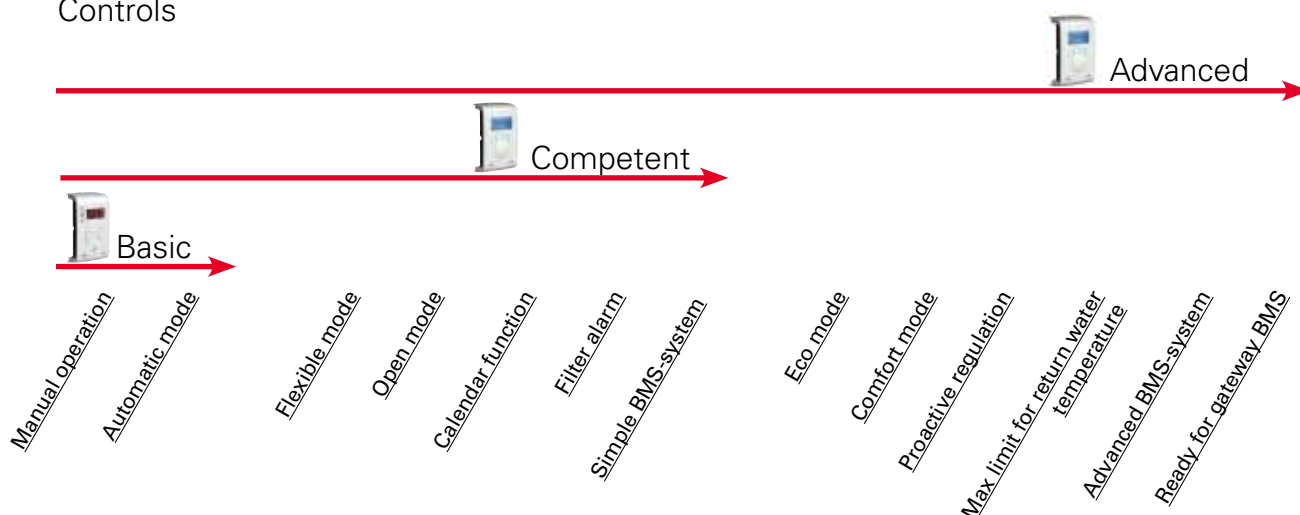 Controls
Advanced
Competent
Basic
Manual operation
Automatic mode
Flexible mode
Open mode
Calendar function
Filter alarm
Simple BMS-system
Eco mode
Comfort mode
Proactive regulation
Max limit for return water
temperature
Advanced BMS-system
Ready for gateway BMS